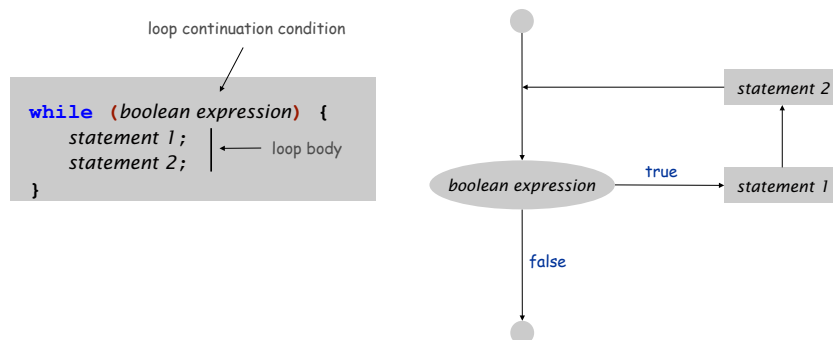 loop continuation condition
while (boolean expression) {
statement 1;
statement 2;
loop body
}
statement 2
boolean expression
true
statement 1
false